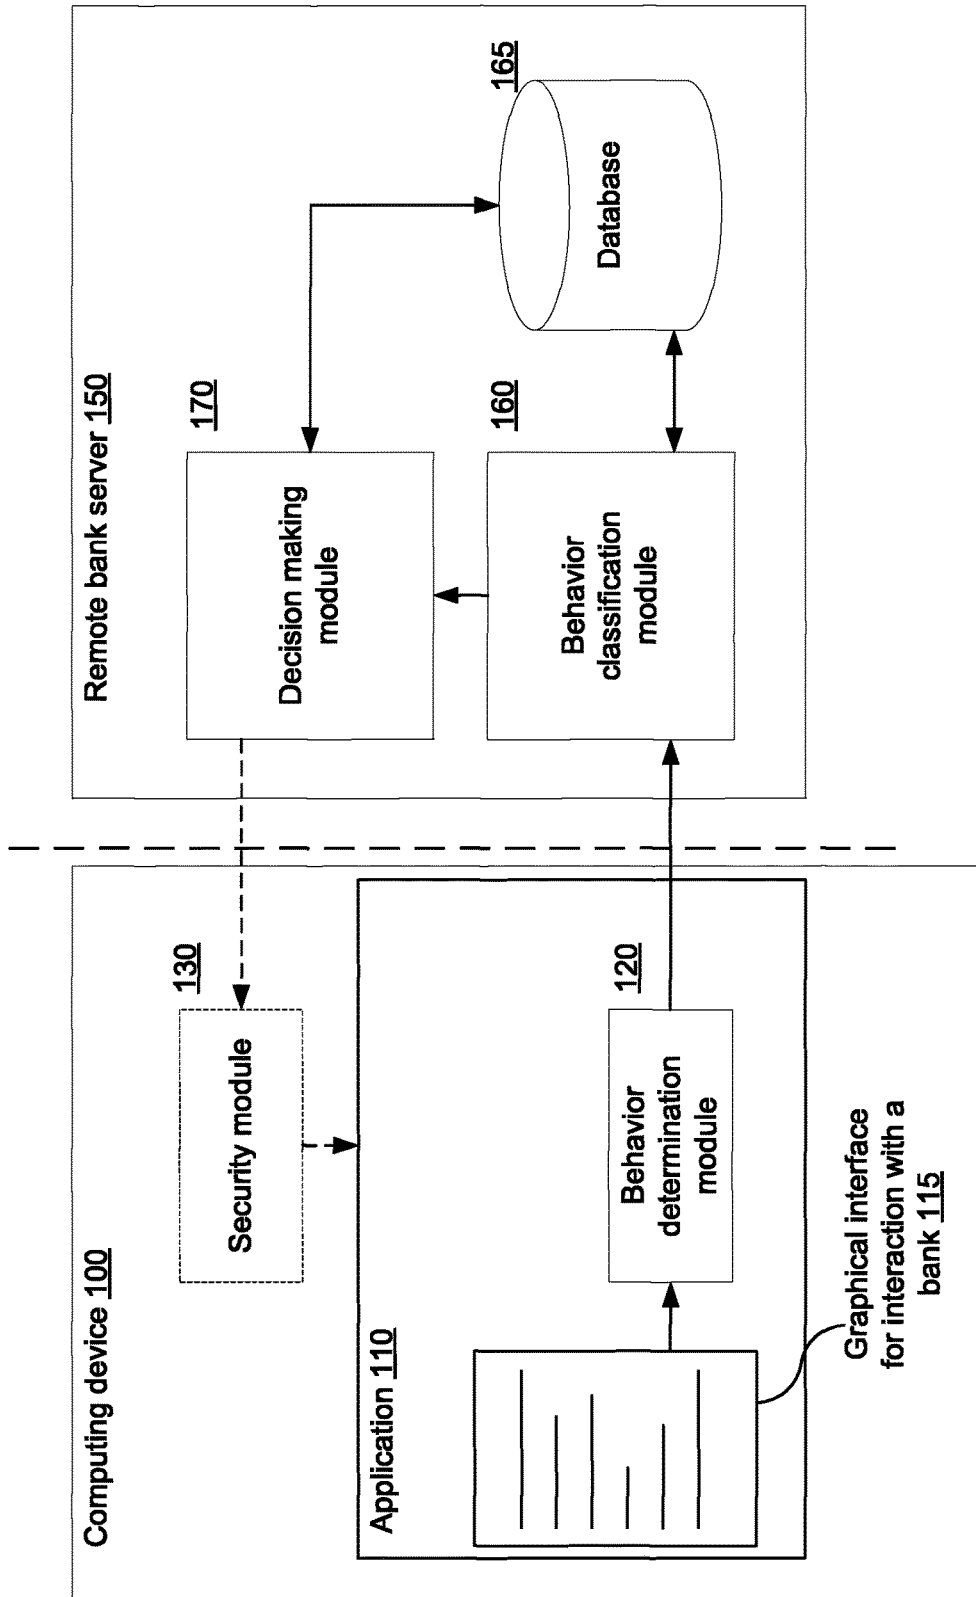 Computing device 100
Security module
130
Application 110
Behavior
determination
module
120
Graphical interface
for interaction with a
bank 115
Remote bank server 150
Decision making
module
170
Behavior
classification
module
160
Database
165